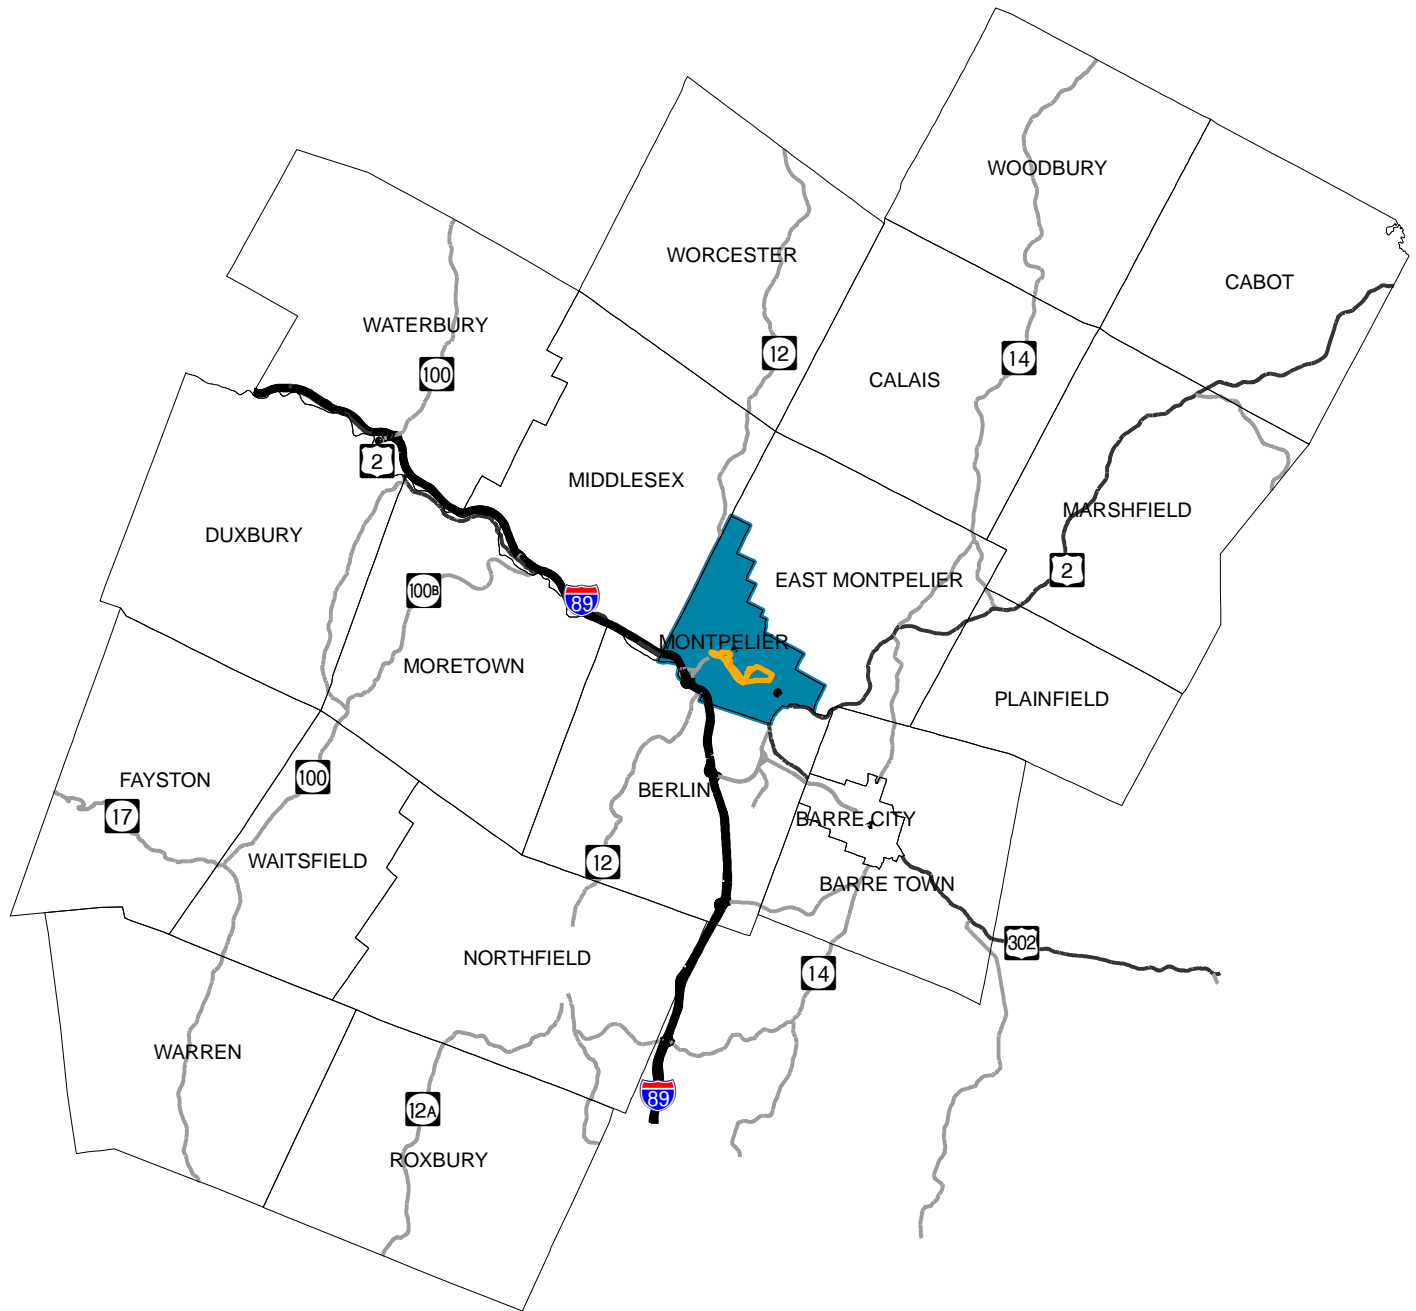 WOODBURY
WORCESTER
CABOT
WATERBURY
12
14
100
CALAIS
2
MIDDLESEX
MARSHFIELD
DUXBURY
2
EAST MONTPELIER
100B
89
MONTPELIER
MORETOWN
PLAINFIELD
100
FAYSTON
BERLIN
17
BARRE CITY
WAITSFIELD
12
BARRE TOWN
302
NORTHFIELD
14
WARREN
89
12A
ROXBURY